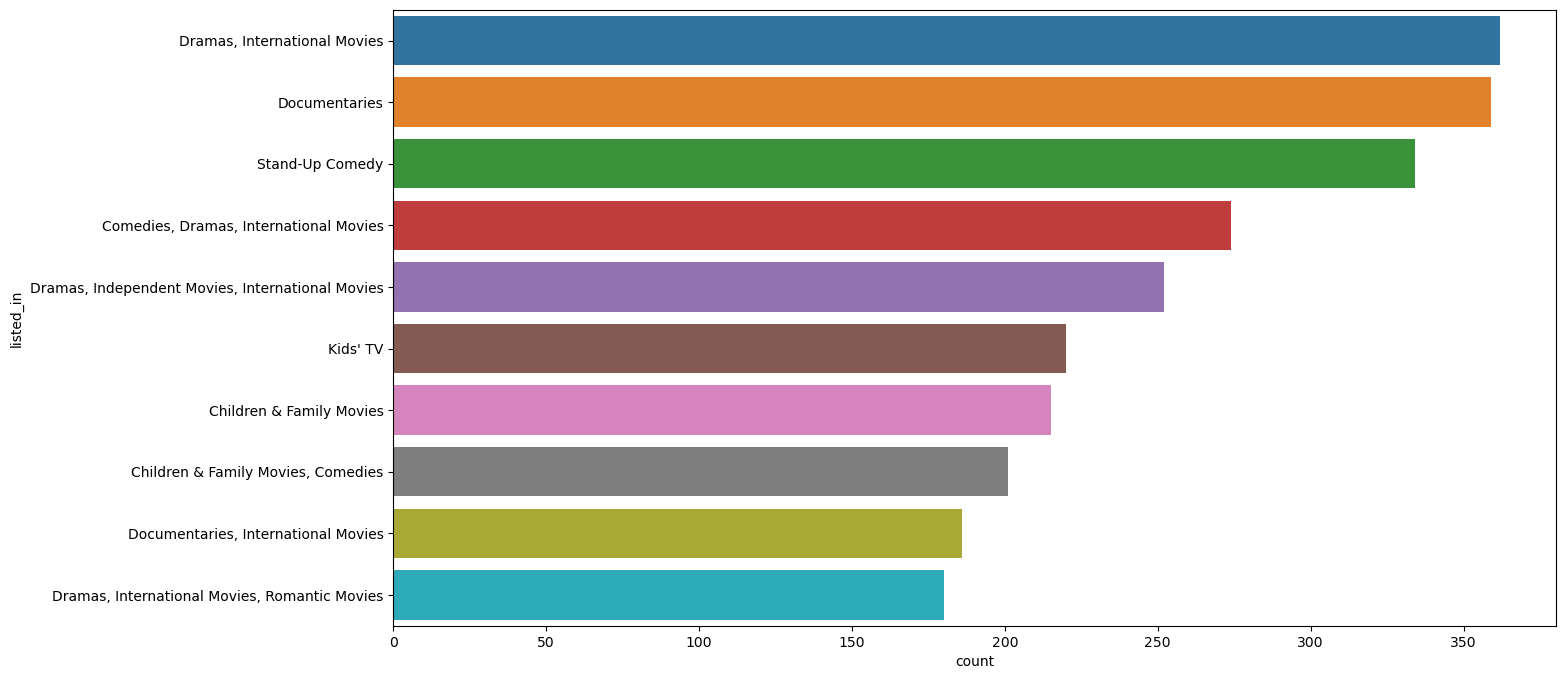 Dramas, International Movies
Documentaries
Stand-Up Comedy
Comedies, Dramas, International Movies
Dramas, Independent Movies, International Movies
Kids' TV
Children & Family Movies
Children & Family Movies, Comedies
Documentaries, International Movies
Dramas, International Movies, Romantic Movies
listed_in
0 50 100 150 200 250 300 350
count